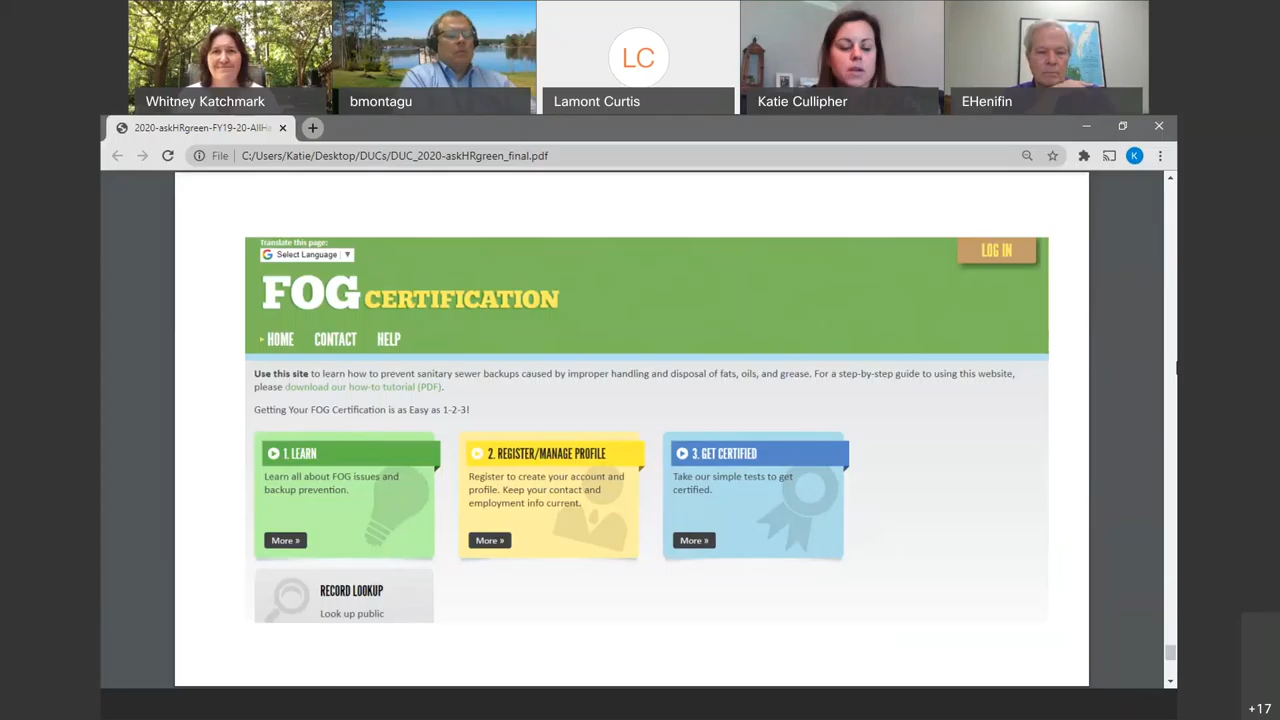 LC
Whitney Katchmark
bmontagu
Lamont Curtis
Katie Cullipher
EHenifin
2020-askHRgreen-FY19-20-AllHa
File C:/Users/Katie/Desktop/DUCs/DUC_2020-askHRgreen_final.pdf
K
Translate this page:
G Select Language ▼
LOG IN
FOG CERTIFICATION
HOME CONTACT HELP
Use this site to learn how to prevent sanitary sewer backups caused by improper handling and disposal of fats, oils, and grease. For a step-by-step guide to using this website,
please download our how-to tutorial (PDF).
Getting Your FOG Certification is as Easy as 1-2-3!
1. LEARN
Learn all about FOG issues and
backup prevention.
More »
2. REGISTER/MANAGE PROFILE
Register to create your account and
profile. Keep your contact and
employment info current.
More »
3. GET CERTIFIED
Take our simple tests to get
certified.
More »
RECORD LOOKUP
Look up public
+17